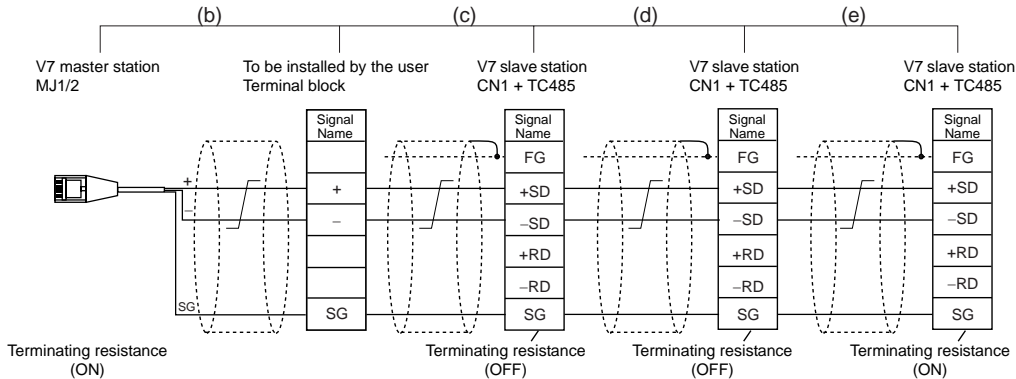 (b) (c) (d) (e)
V7 master station
MJ1/2
To be installed by the user
Terminal block
V7 slave station
CN1 + TC485
V7 slave station
CN1 + TC485
V7 slave station
CN1 + TC485
+
−
SG
Signal
Name
+
−
SG
Signal
Name
FG
+SD
−SD
+RD
−RD
SG
Signal
Name
FG
+SD
−SD
+RD
−RD
SG
Signal
Name
FG
+SD
−SD
+RD
−RD
SG
Terminating resistance
(ON)
Terminating resistance
(OFF)
Terminating resistance
(OFF)
Terminating resistance
(ON)